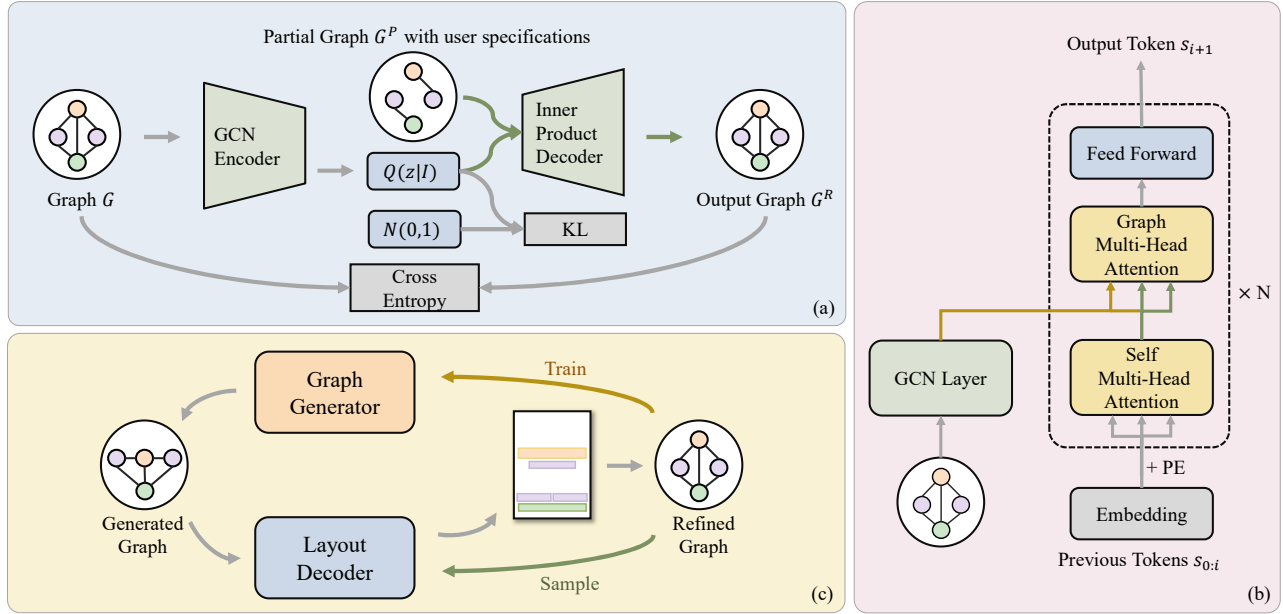 Partial Graph G^P with user specifications
GCN
Encoder
Inner
Product
Decoder
Q(z|I)
Graph G
Output Graph G^R
N(0,1)
KL
Cross
Entropy
(a)
Graph
Generator
Train
Generated
Graph
Layout
Decoder
Refined
Graph
Sample
(c)
Output Token s_{i+1}
Feed Forward
Graph
Multi-Head
Attention
× N
GCN Layer
Self
Multi-Head
Attention
+ PE
Embedding
Previous Tokens s_{0:i}
(b)